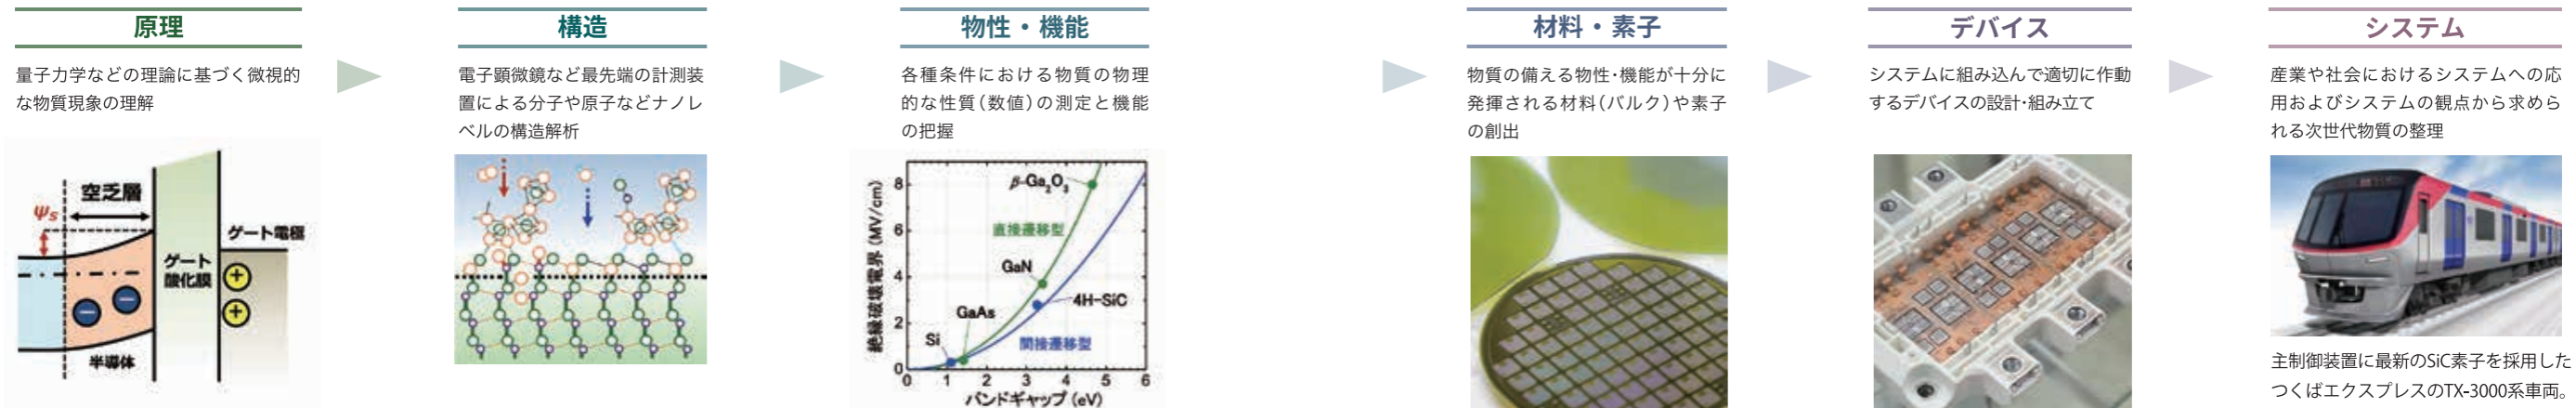 原理
量子力学などの理論に基づく微視的
な物質現象の理解
空乏層
ψs
ゲート電極
ゲート
酸化膜
半導体
構造
電子顕微鏡など最先端の計測装
置による分子や原子などナノレ
ベルの構造解析
物性・機能
各種条件における物質の物理
的な性質(数値)の測定と機能
の把握
絶縁破壊電界 (MV/cm)
8
6
4
2
0
β-Ga₂O₃
直接遷移型
GaN
4H-SiC
GaAs
Si
間接遷移型
0 1 2 3 4 5 6
バンドギャップ (eV)
材料・素子
物質の備える物性・機能が十分に
発揮される材料(バルク)や素子
の創出
デバイス
システムに組み込んで適切に作動
するデバイスの設計・組み立て
システム
産業や社会におけるシステムへの応
用およびシステムの観点から求めら
れる次世代物質の整理
主制御装置に最新のSiC素子を採用した
つくばエクスプレスのTX-3000系車両。